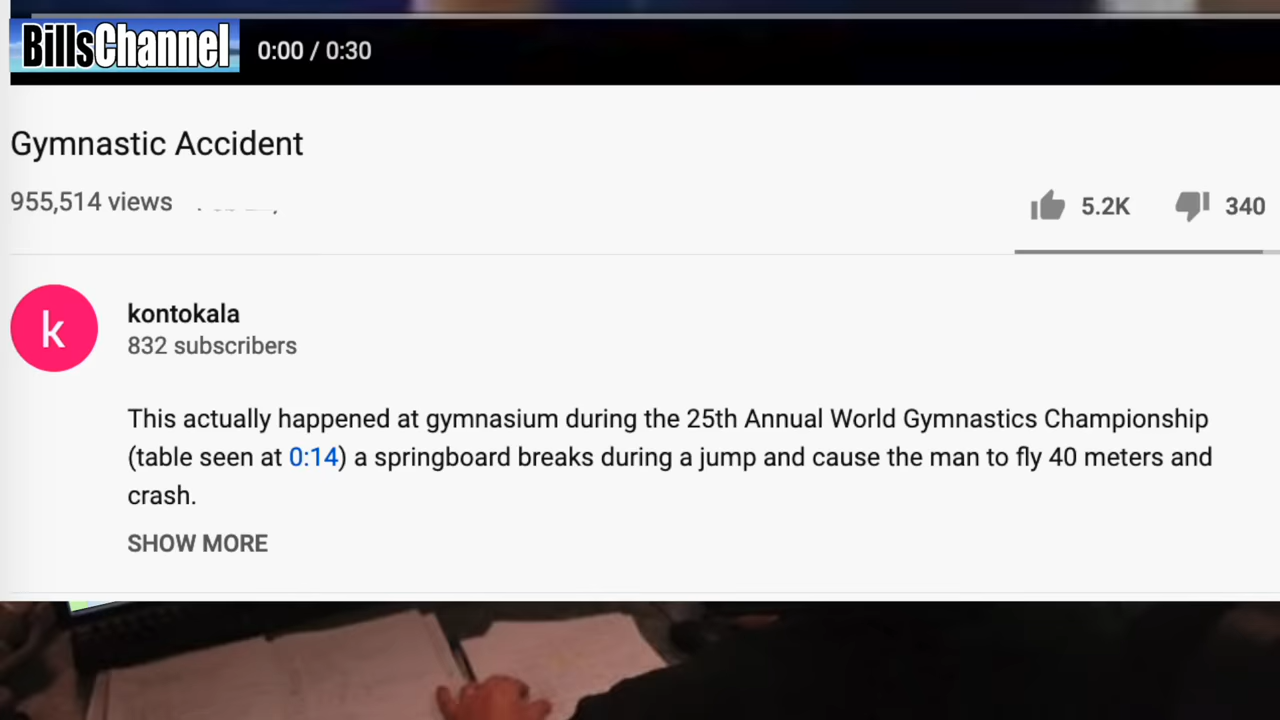 BillsChannel 0:00 / 0:30
Gymnastic Accident
955,514 views
5.2K 340
k
kontokala
832 subscribers
This actually happened at gymnasium during the 25th Annual World Gymnastics Championship
(table seen at 0:14) a springboard breaks during a jump and cause the man to fly 40 meters and
crash.
SHOW MORE